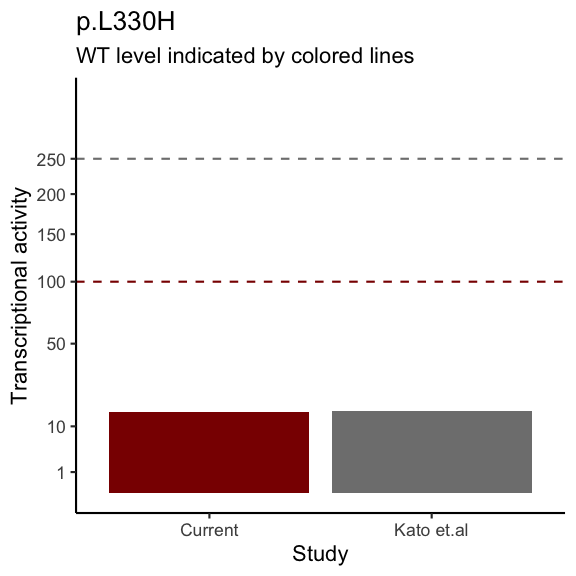 p.L330H
WT level indicated by colored lines
Transcriptional activity
250
200
150
100
50
10
1
Current
Kato et.al
Study